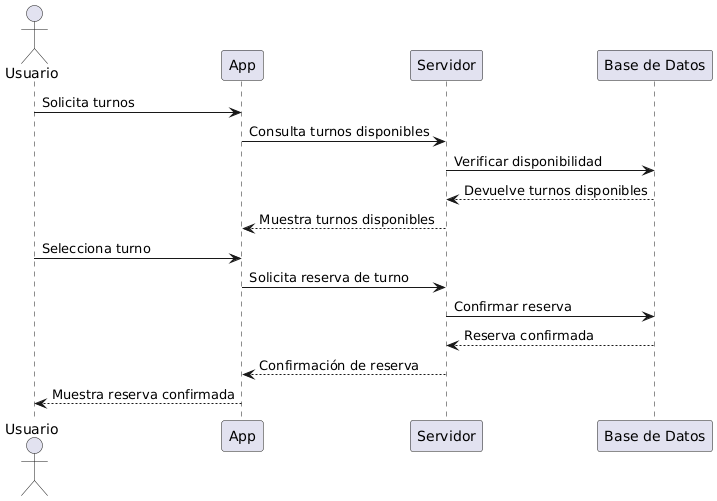 Usuario
App
Servidor
Base de Datos
Solicita turnos
Consulta turnos disponibles
Verificar disponibilidad
Devuelve turnos disponibles
Muestra turnos disponibles
Selecciona turno
Solicita reserva de turno
Confirmar reserva
Reserva confirmada
Confirmación de reserva
Muestra reserva confirmada
Usuario
App
Servidor
Base de Datos